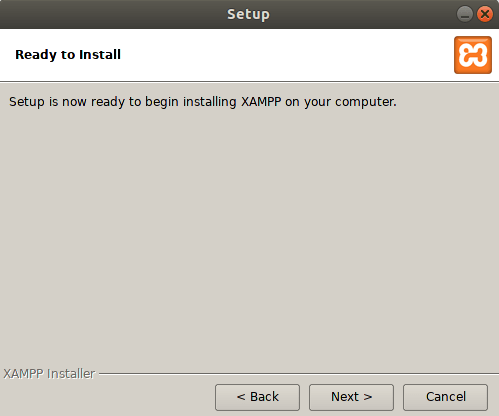 Setup
Ready to Install
Setup is now ready to begin installing XAMPP on your computer.
XAMPP Installer
< Back
Next >
Cancel